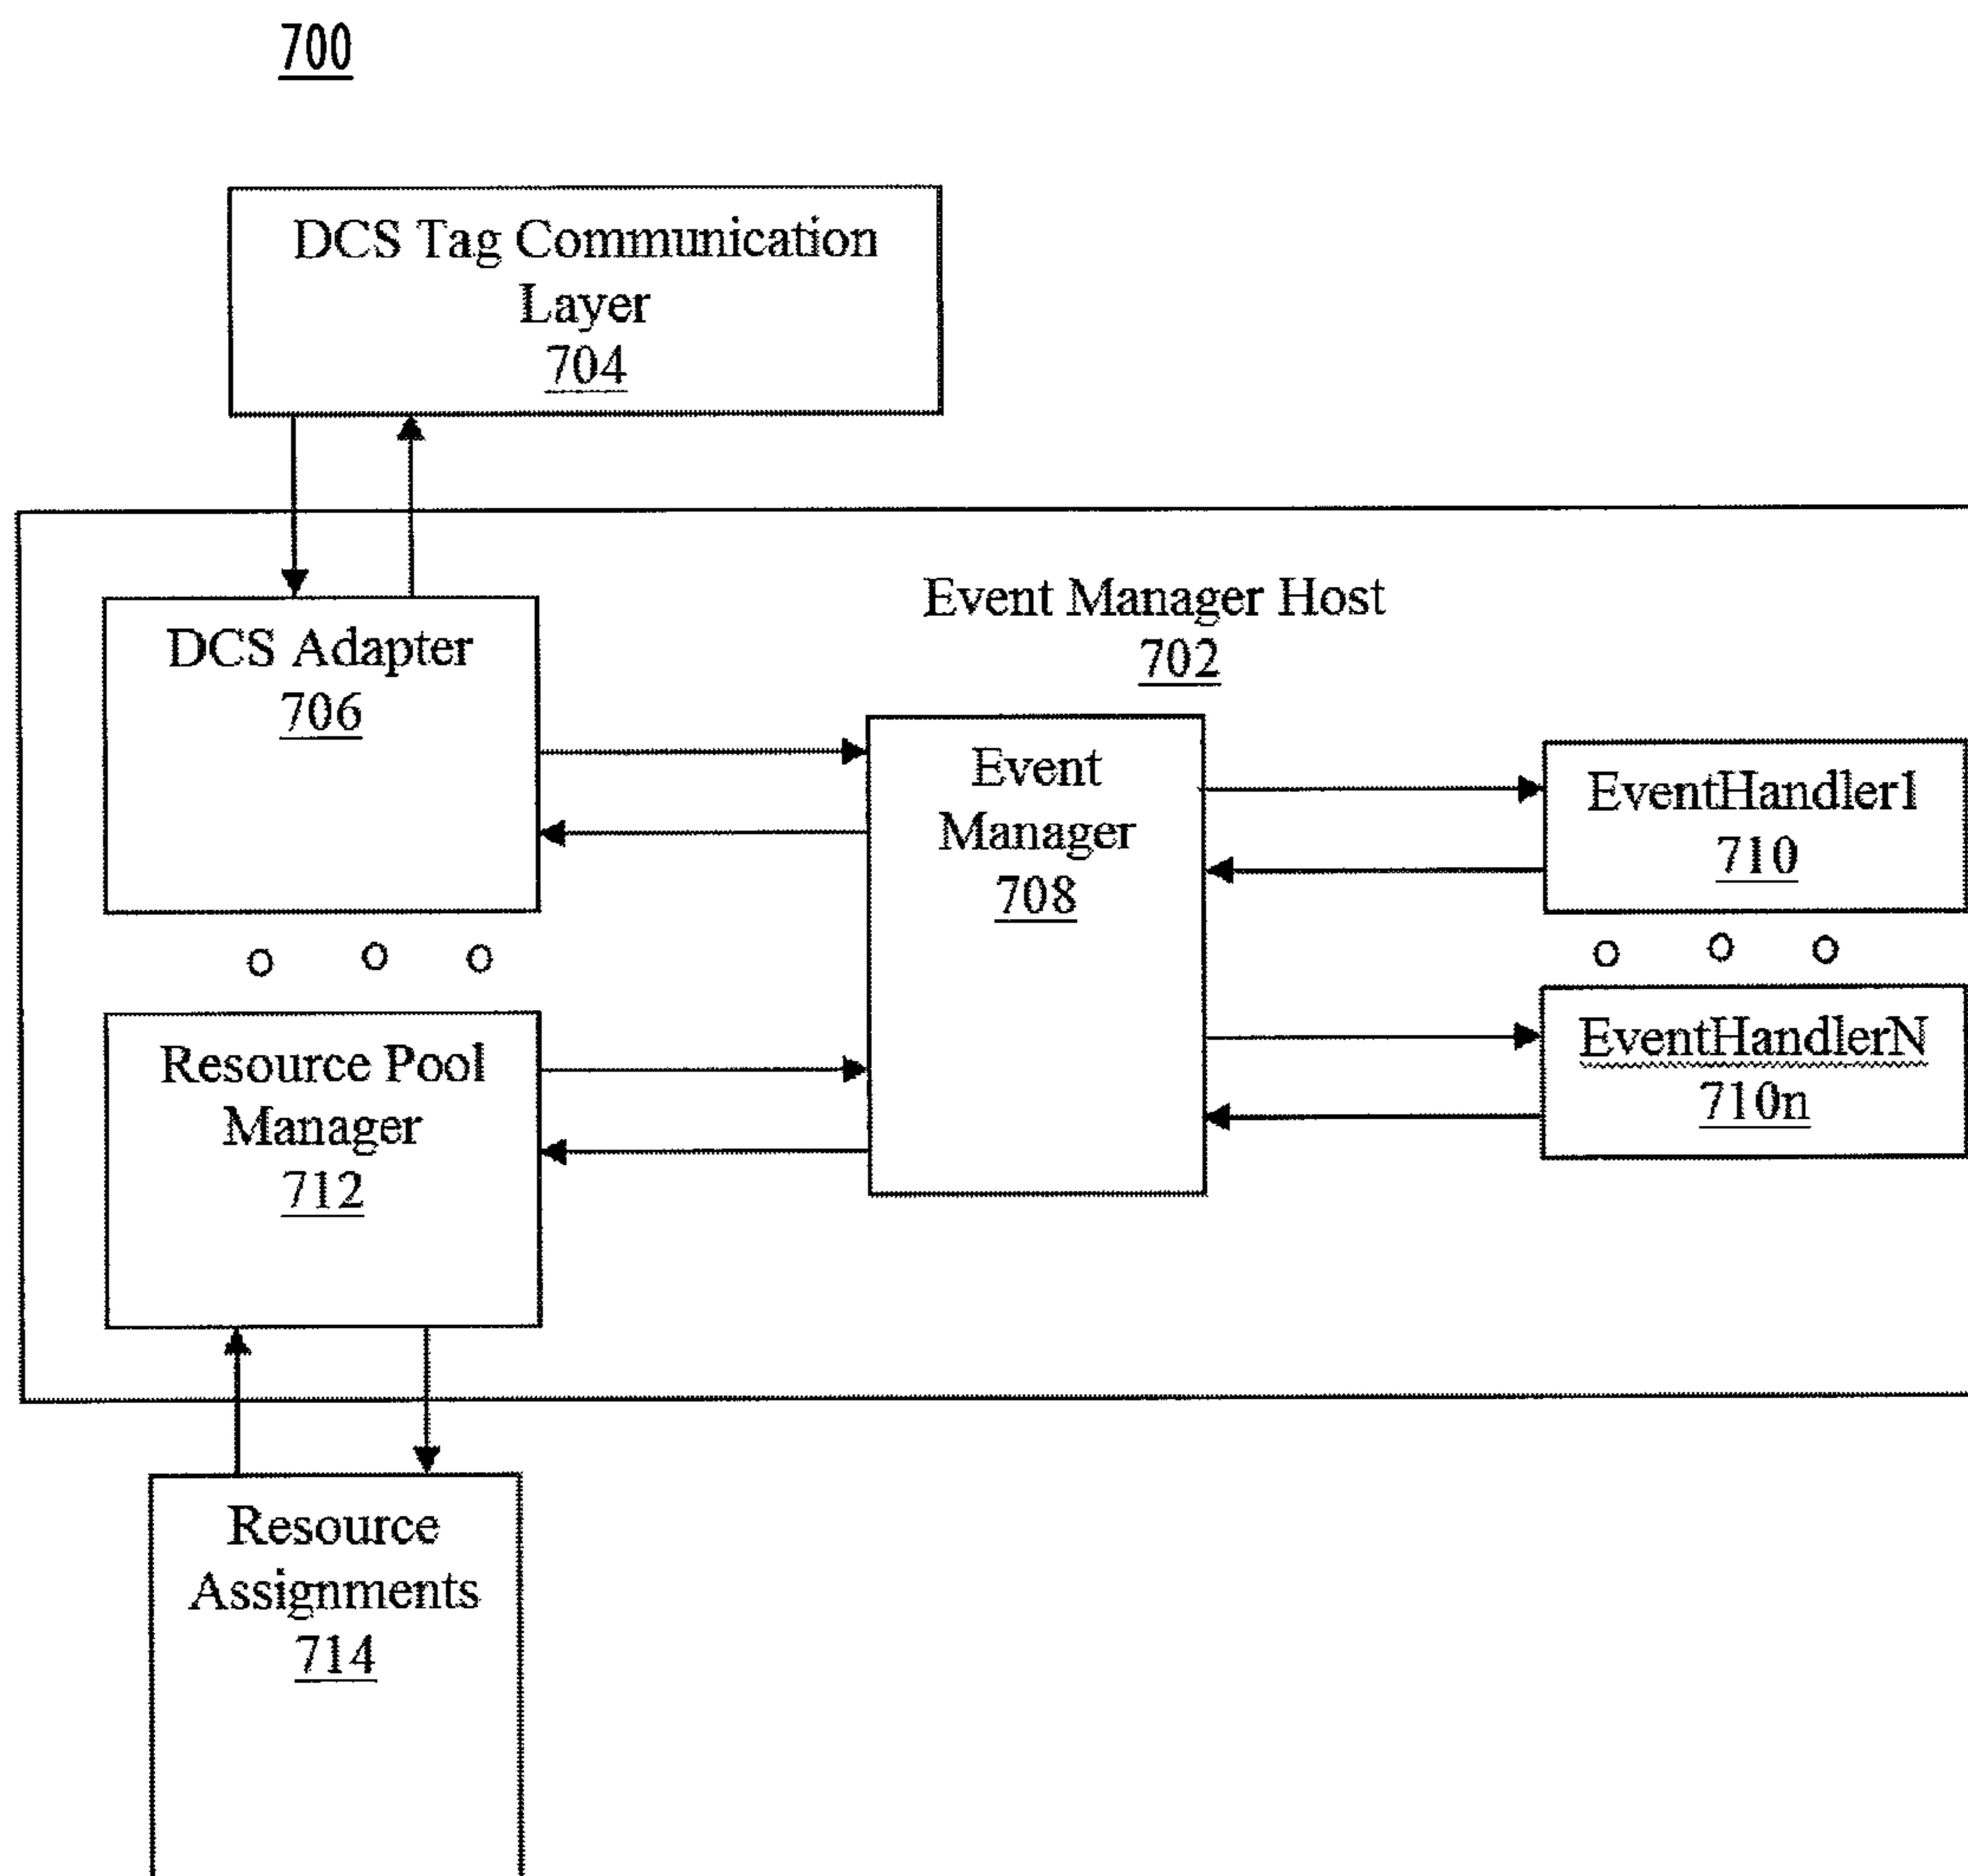 700
DCS Tag Communication
Layer
704
Event Manager Host
702
DCS Adapter
706
Event
Manager
708
EventHandler1
710
Resource Pool
Manager
712
EventHandlerN
710n
Resource
Assignments
714